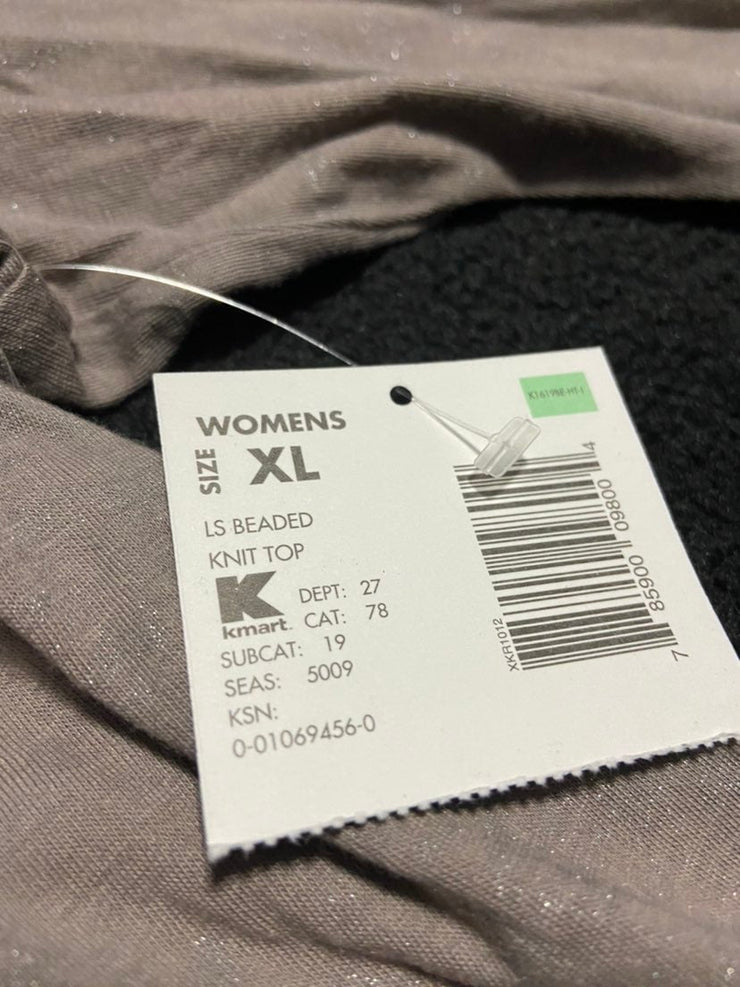 WOMENS
SIZE XL
LS BEADED
KNIT TOP
K
kmart.
DEPT: 27
CAT: 78
SUBCAT: 19
SEAS: 5009
KSN:
0-01069456-0
XKR1012
7 85900 09800 4